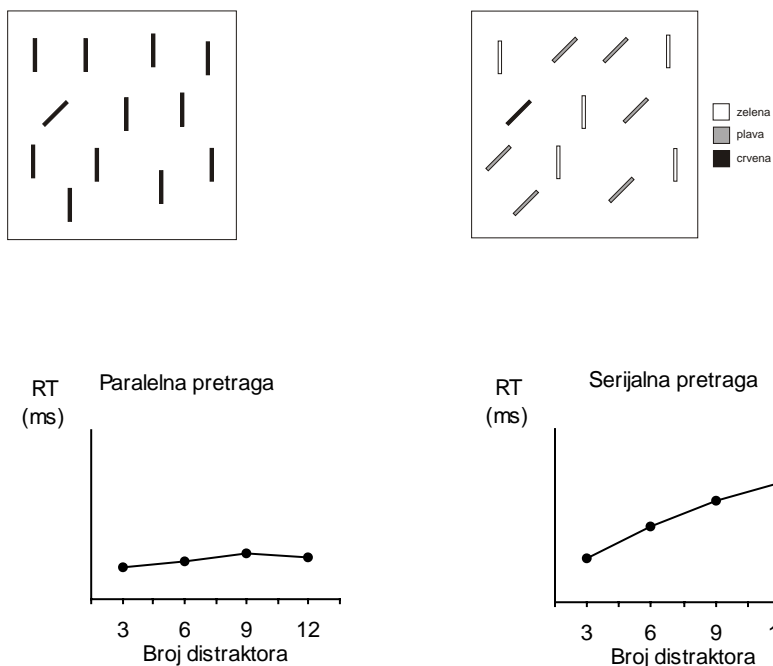 zelena
plava
crvena
RT
(ms)
Paralelna pretraga
3 6 9 12
Broj distraktora
RT
(ms)
Serijalna pretraga
3 6 9 1
Broj distraktora